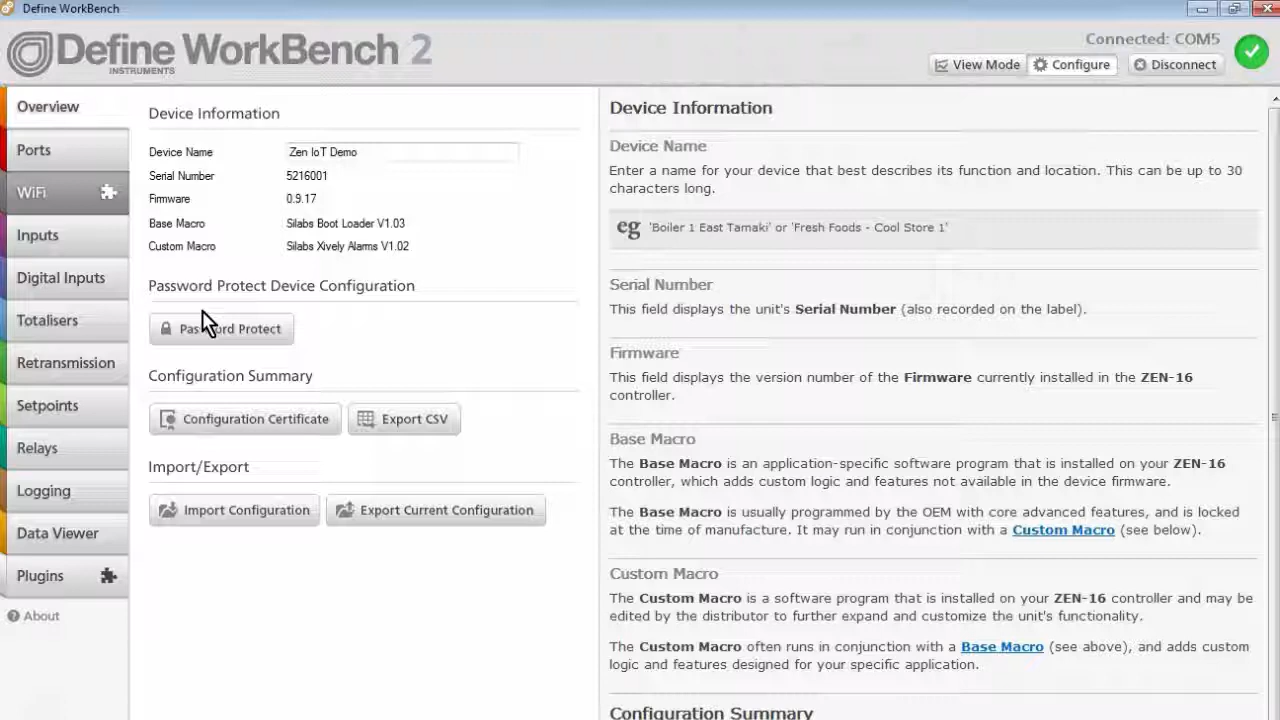 Define WorkBench
Define WorkBench 2
INSTRUMENTS
Connected: COM5
View Mode
Configure
Disconnect
Overview
Ports
WiFi
Inputs
Digital Inputs
Totalisers
Retransmission
Setpoints
Relays
Logging
Data Viewer
Plugins
About
Device Information
Device Name Zen IoT Demo
Serial Number 5216001
Firmware 0.9.17
Base Macro Silabs Boot Loader V1.03
Custom Macro Silabs Xively Alarms V1.02
Password Protect Device Configuration
Password Protect
Configuration Summary
Configuration Certificate
Export CSV
Import/Export
Import Configuration
Export Current Configuration
Device Information
Device Name
Enter a name for your device that best describes its function and location. This can be up to 30
characters long.
eg 'Boiler 1 East Tamaki' or 'Fresh Foods - Cool Store 1'
Serial Number
This field displays the unit's Serial Number (also recorded on the label).
Firmware
This field displays the version number of the Firmware currently installed in the ZEN-16
controller.
Base Macro
The Base Macro is an application-specific software program that is installed on your ZEN-16
controller, which adds custom logic and features not available in the device firmware.
The Base Macro is usually programmed by the OEM with core advanced features, and is locked
at the time of manufacture. It may run in conjunction with a Custom Macro (see below).
Custom Macro
The Custom Macro is a software program that is installed on your ZEN-16 controller and may be
edited by the distributor to further expand and customize the unit's functionality.
The Custom Macro often runs in conjunction with a Base Macro (see above), and adds custom
logic and features designed for your specific application.
Configuration Summary